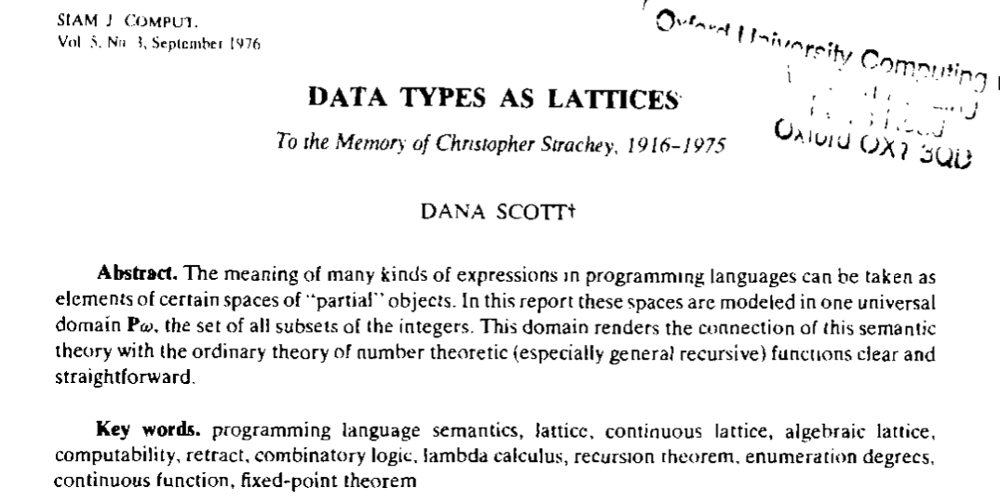 SIAM J. COMPUT.
Vol. 5, No. 3, September 1976
Oxford University Computing
Oxford OX1 3QD
DATA TYPES AS LATTICES
To the Memory of Christopher Strachey, 1916–1975
DANA SCOTT†
Abstract. The meaning of many kinds of expressions in programming languages can be taken as
elements of certain spaces of “partial” objects. In this report these spaces are modeled in one universal
domain Pω, the set of all subsets of the integers. This domain renders the connection of this semantic
theory with the ordinary theory of number theoretic (especially general recursive) functions clear and
straightforward.
Key words. programming language semantics, lattice, continuous lattice, algebraic lattice,
computability, retract, combinatory logic, lambda calculus, recursion theorem, enumeration degrees,
continuous function, fixed-point theorem